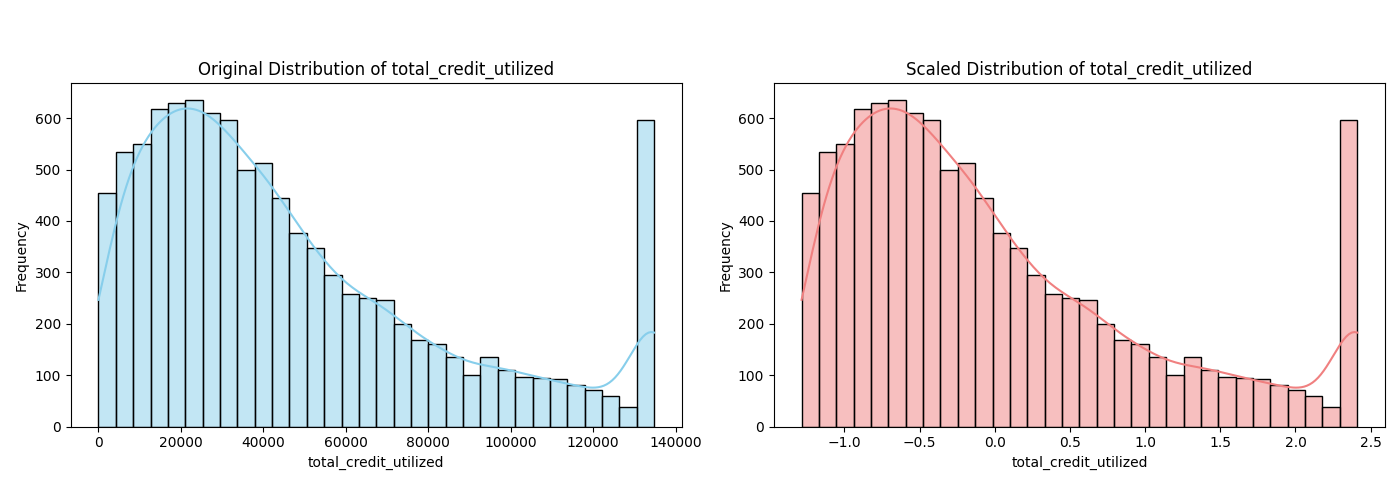 Original Distribution of total_credit_utilized
600
500
400
300
200
100
0
Frequency
0 20000 40000 60000 80000 100000 120000 140000
total_credit_utilized
Scaled Distribution of total_credit_utilized
600
500
400
300
200
100
0
Frequency
−1.0 −0.5 0.0 0.5 1.0 1.5 2.0 2.5
total_credit_utilized